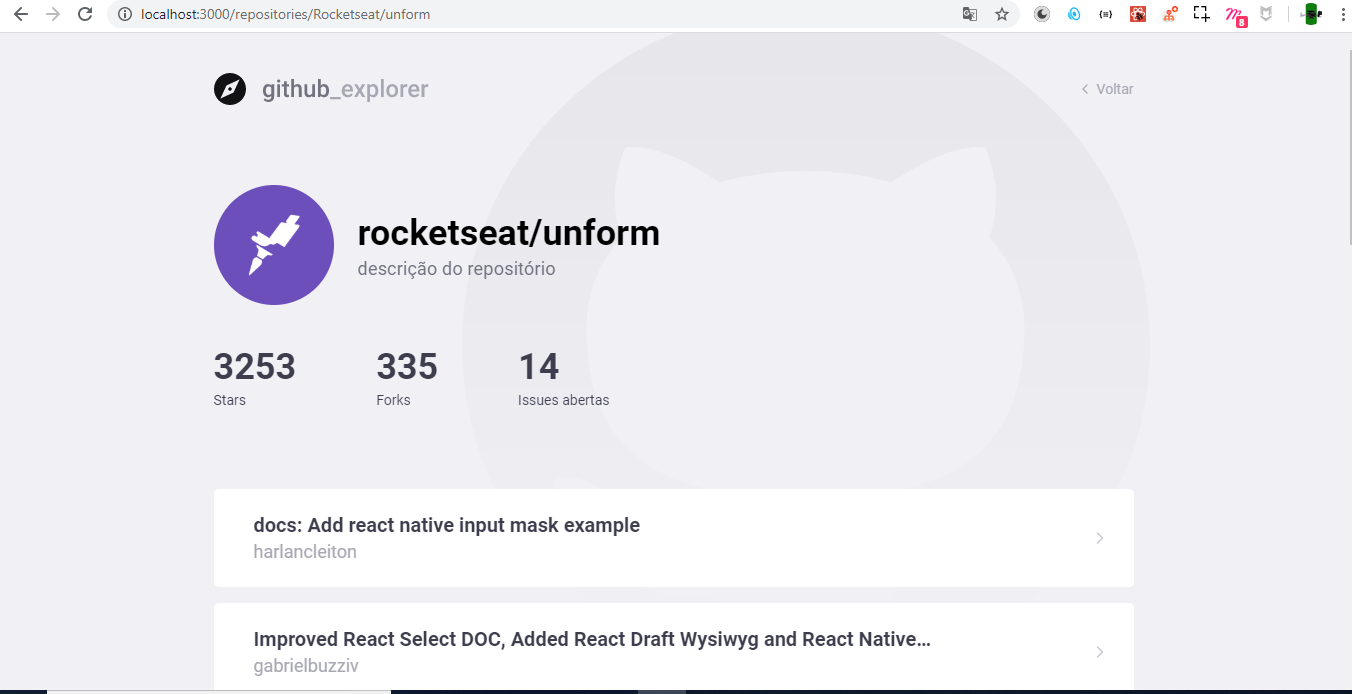 localhost:3000/repositories/Rocketseat/unform
8
github_explorer
Voltar
rocketseat/unform
descrição do repositório
3253 335 14
Stars Forks Issues abertas
docs: Add react native input mask example
harlancleiton
Improved React Select DOC, Added React Draft Wysiwyg and React Native...
gabrielbuzziv